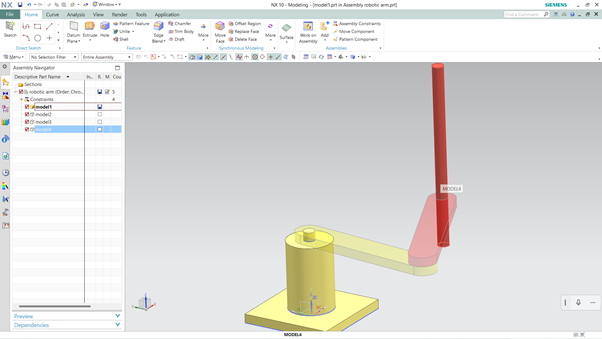 NX
Window
NX 10 - Modeling - [model1.prt in Assembly robotic arm.prt]
SIEMENS
File Home Curve Analysis View Render Tools Application
Find a Command
Sketch
Direct Sketch
Datum Plane
Extrude
Hole
Pattern Feature
Unite
Shell
Edge Blend
Chamfer
Trim Body
Draft
More
Feature
Move Face
Offset Region
Replace Face
Delete Face
More
Synchronous Modeling
Surface
Work on Assembly
Add
Assembly Constraints
Move Component
Pattern Component
Assemblies
Menu
No Selection Filter
Entire Assembly
Assembly Navigator
Descriptive Part Name In... R. M Cou
Sections
robotic arm (Order: Chro... 5
Constraints 4
model1
model2
model3
model4
MODEL4
Preview
Dependencies
MODEL4